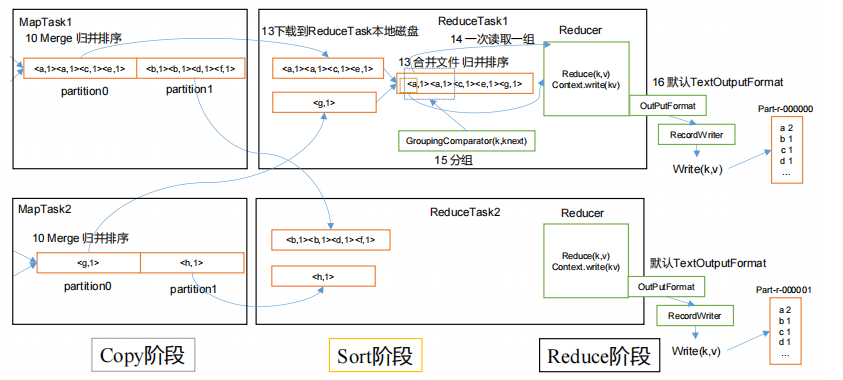 MapTask1
10 Merge 归并排序
<a,1><a,1><c,1><e,1>
<b,1><b,1><d,1><f,1>
partition0
partition1
ReduceTask1
13下载到ReduceTask本地磁盘
14 一次读取一组
<a,1><a,1><c,1><e,1>
13 合并文件 归并排序
<a,1><a,1><c,1><e,1><g,1>
<g,1>
GroupingComparator(k,knext)
15 分组
Reducer
Reduce(k,v)
Context.write(kv)
16 默认TextOutputFormat
OutPutFormat
RecordWriter
Write(k,v)
Part-r-000000
a 2
b 1
c 1
d 1
...
MapTask2
10 Merge 归并排序
<g,1>
<h,1>
partition0
partition1
ReduceTask2
<b,1><b,1><d,1><f,1>
<h,1>
Reducer
Reduce(k,v)
Context.write(kv)
默认TextOutputFormat
OutPutFormat
RecordWriter
Write(k,v)
Part-r-000001
a 2
b 1
c 1
d 1
...
Copy阶段
Sort阶段
Reduce阶段